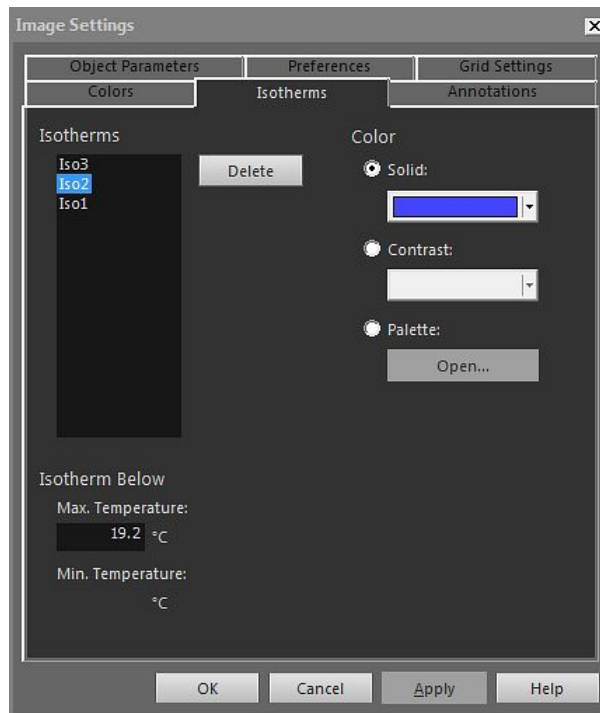 Image Settings
Object Parameters Preferences Grid Settings
Colors Isotherms Annotations
Isotherms
Iso3
Iso2
Iso1
Delete
Color
Solid:
Contrast:
Palette:
Open...
Isotherm Below
Max. Temperature:
19.2 °C
Min. Temperature:
°C
OK Cancel Apply Help